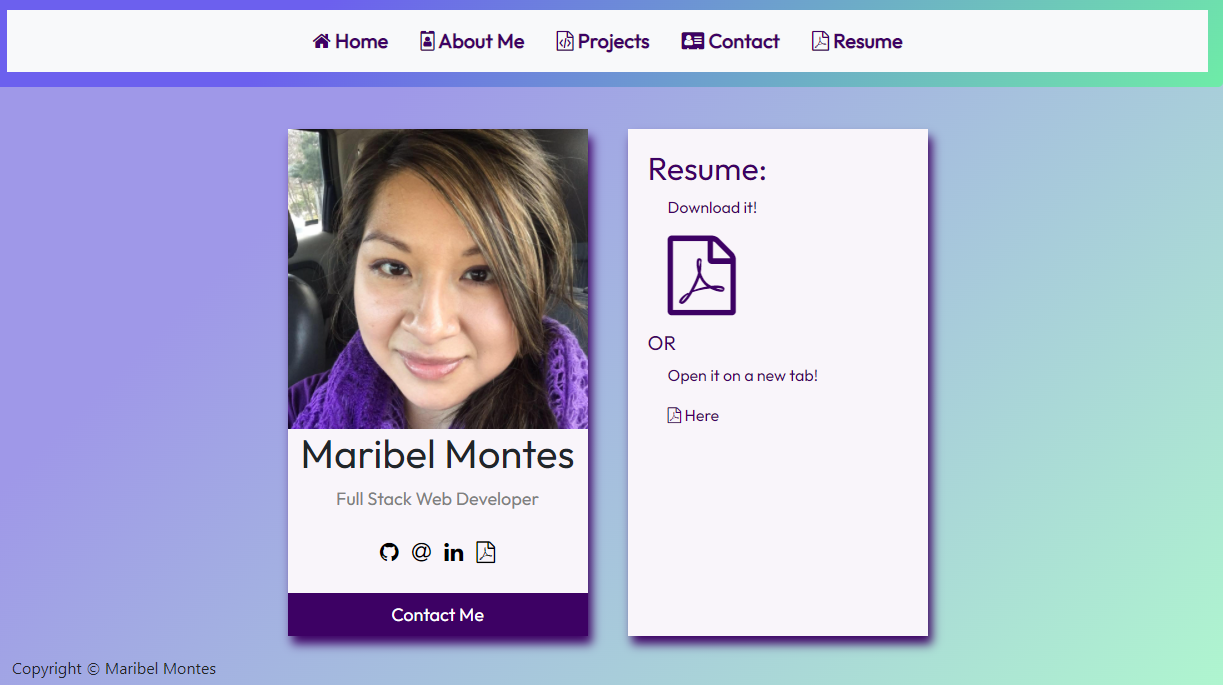 Home About Me Projects Contact Resume
Maribel Montes
Full Stack Web Developer
@
in
Contact Me
Resume:
Download it!
OR
Open it on a new tab!
Here
Copyright © Maribel Montes